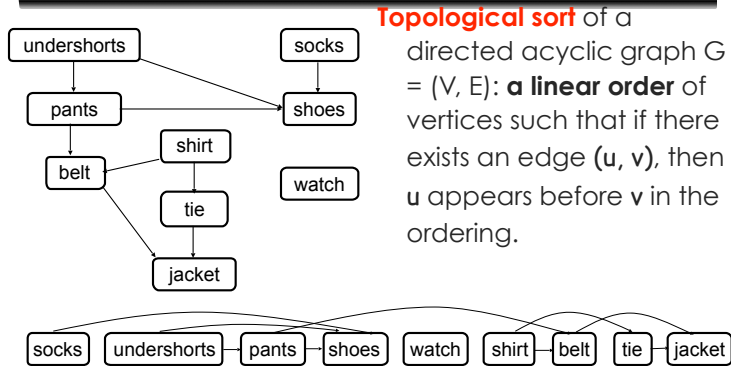 undershorts
socks
pants
shoes
shirt
belt
watch
tie
jacket
Topological sort of a
directed acyclic graph G
= (V, E): a linear order of
vertices such that if there
exists an edge (u, v), then
u appears before v in the
ordering.
socks undershorts pants shoes watch shirt belt tie jacket